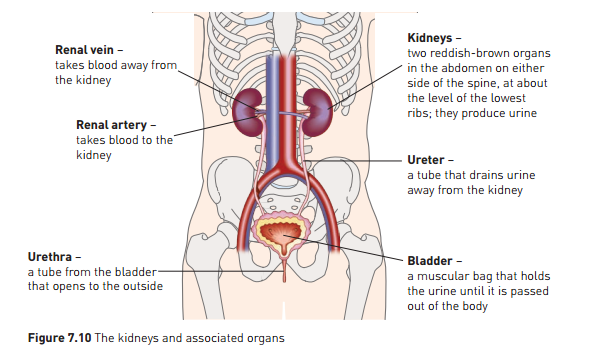 Renal vein –
takes blood away from
the kidney
Renal artery –
takes blood to the
kidney
Urethra –
a tube from the bladder
that opens to the outside
Kidneys –
two reddish-brown organs
in the abdomen on either
side of the spine, at about
the level of the lowest
ribs; they produce urine
Ureter –
a tube that drains urine
away from the kidney
Bladder –
a muscular bag that holds
the urine until it is passed
out of the body
Figure 7.10 The kidneys and associated organs